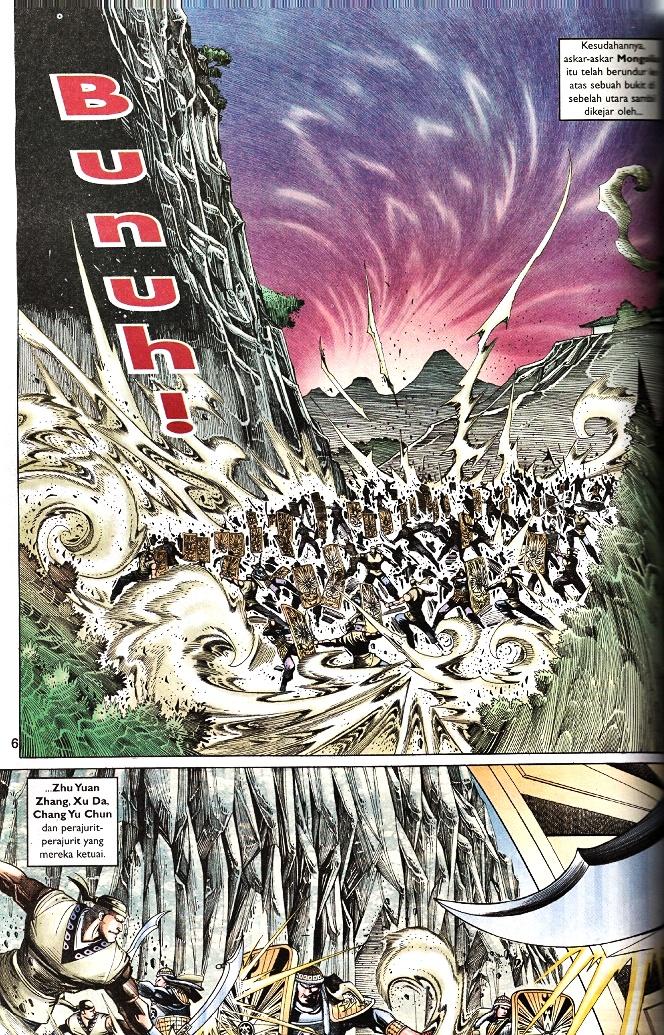 Bunuh!
Kesudahannya,
askar-askar Mongolia
itu telah berundur ke
atas sebuah bukit di
sebelah utara sambil
dikejar oleh...
6
...Zhu Yuan
Zhang, Xu Da,
Chang Yu Chun
dan perajurit-
perajurit yang
mereka ketuai.